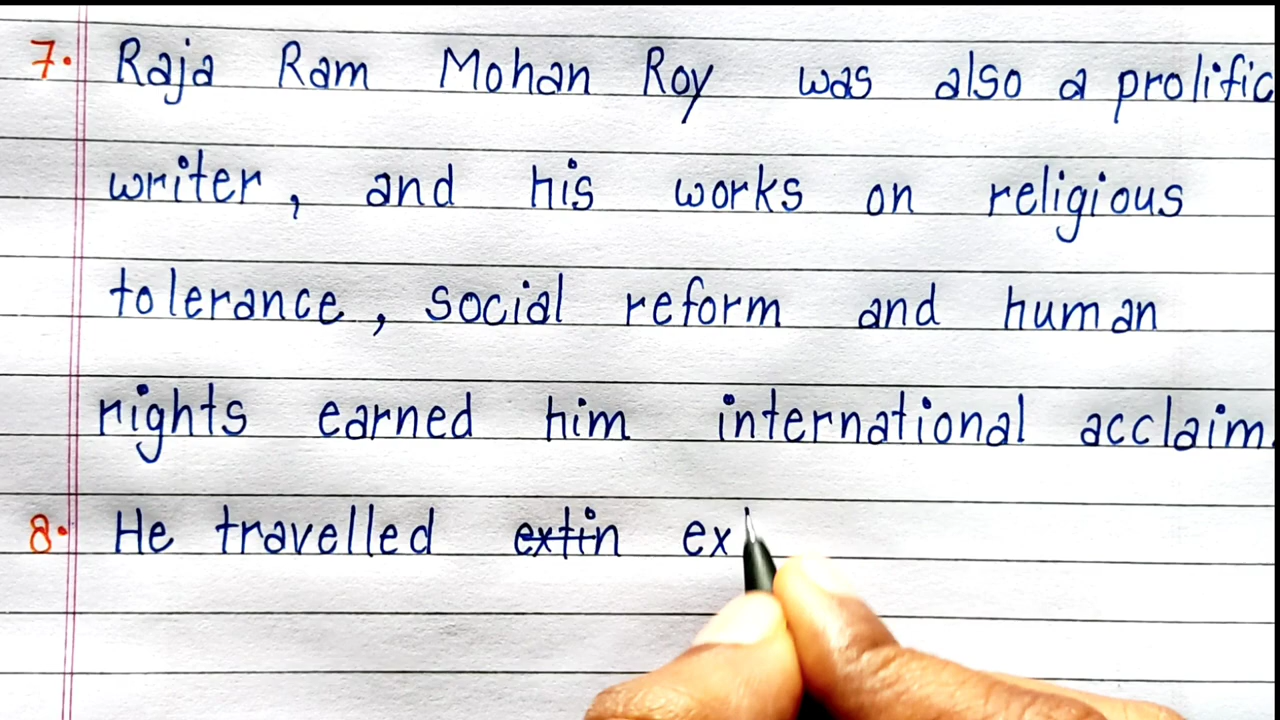 7. Raja Ram Mohan Roy was also a prolific
writer, and his works on religious
tolerance, social reform and human
rights earned him international acclaim.
8. He travelled extin ex